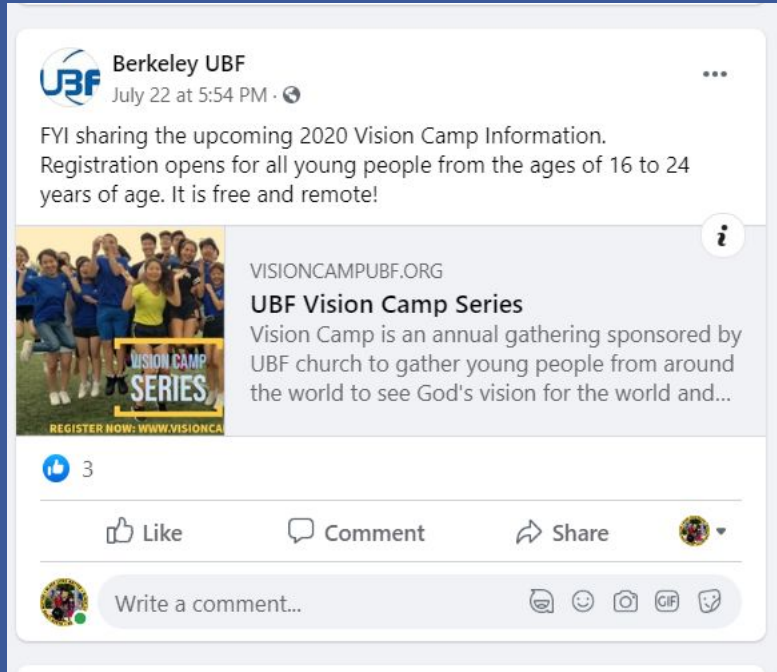 UBF
Berkeley UBF
July 22 at 5:54 PM ·
FYI sharing the upcoming 2020 Vision Camp Information.
Registration opens for all young people from the ages of 16 to 24
years of age. It is free and remote!
VISION CAMP
SERIES
REGISTER NOW: WWW.VISIONCA
i
VISIONCAMPUBF.ORG
UBF Vision Camp Series
Vision Camp is an annual gathering sponsored by
UBF church to gather young people from around
the world to see God's vision for the world and...
3
Like Comment Share
Write a comment... GIF